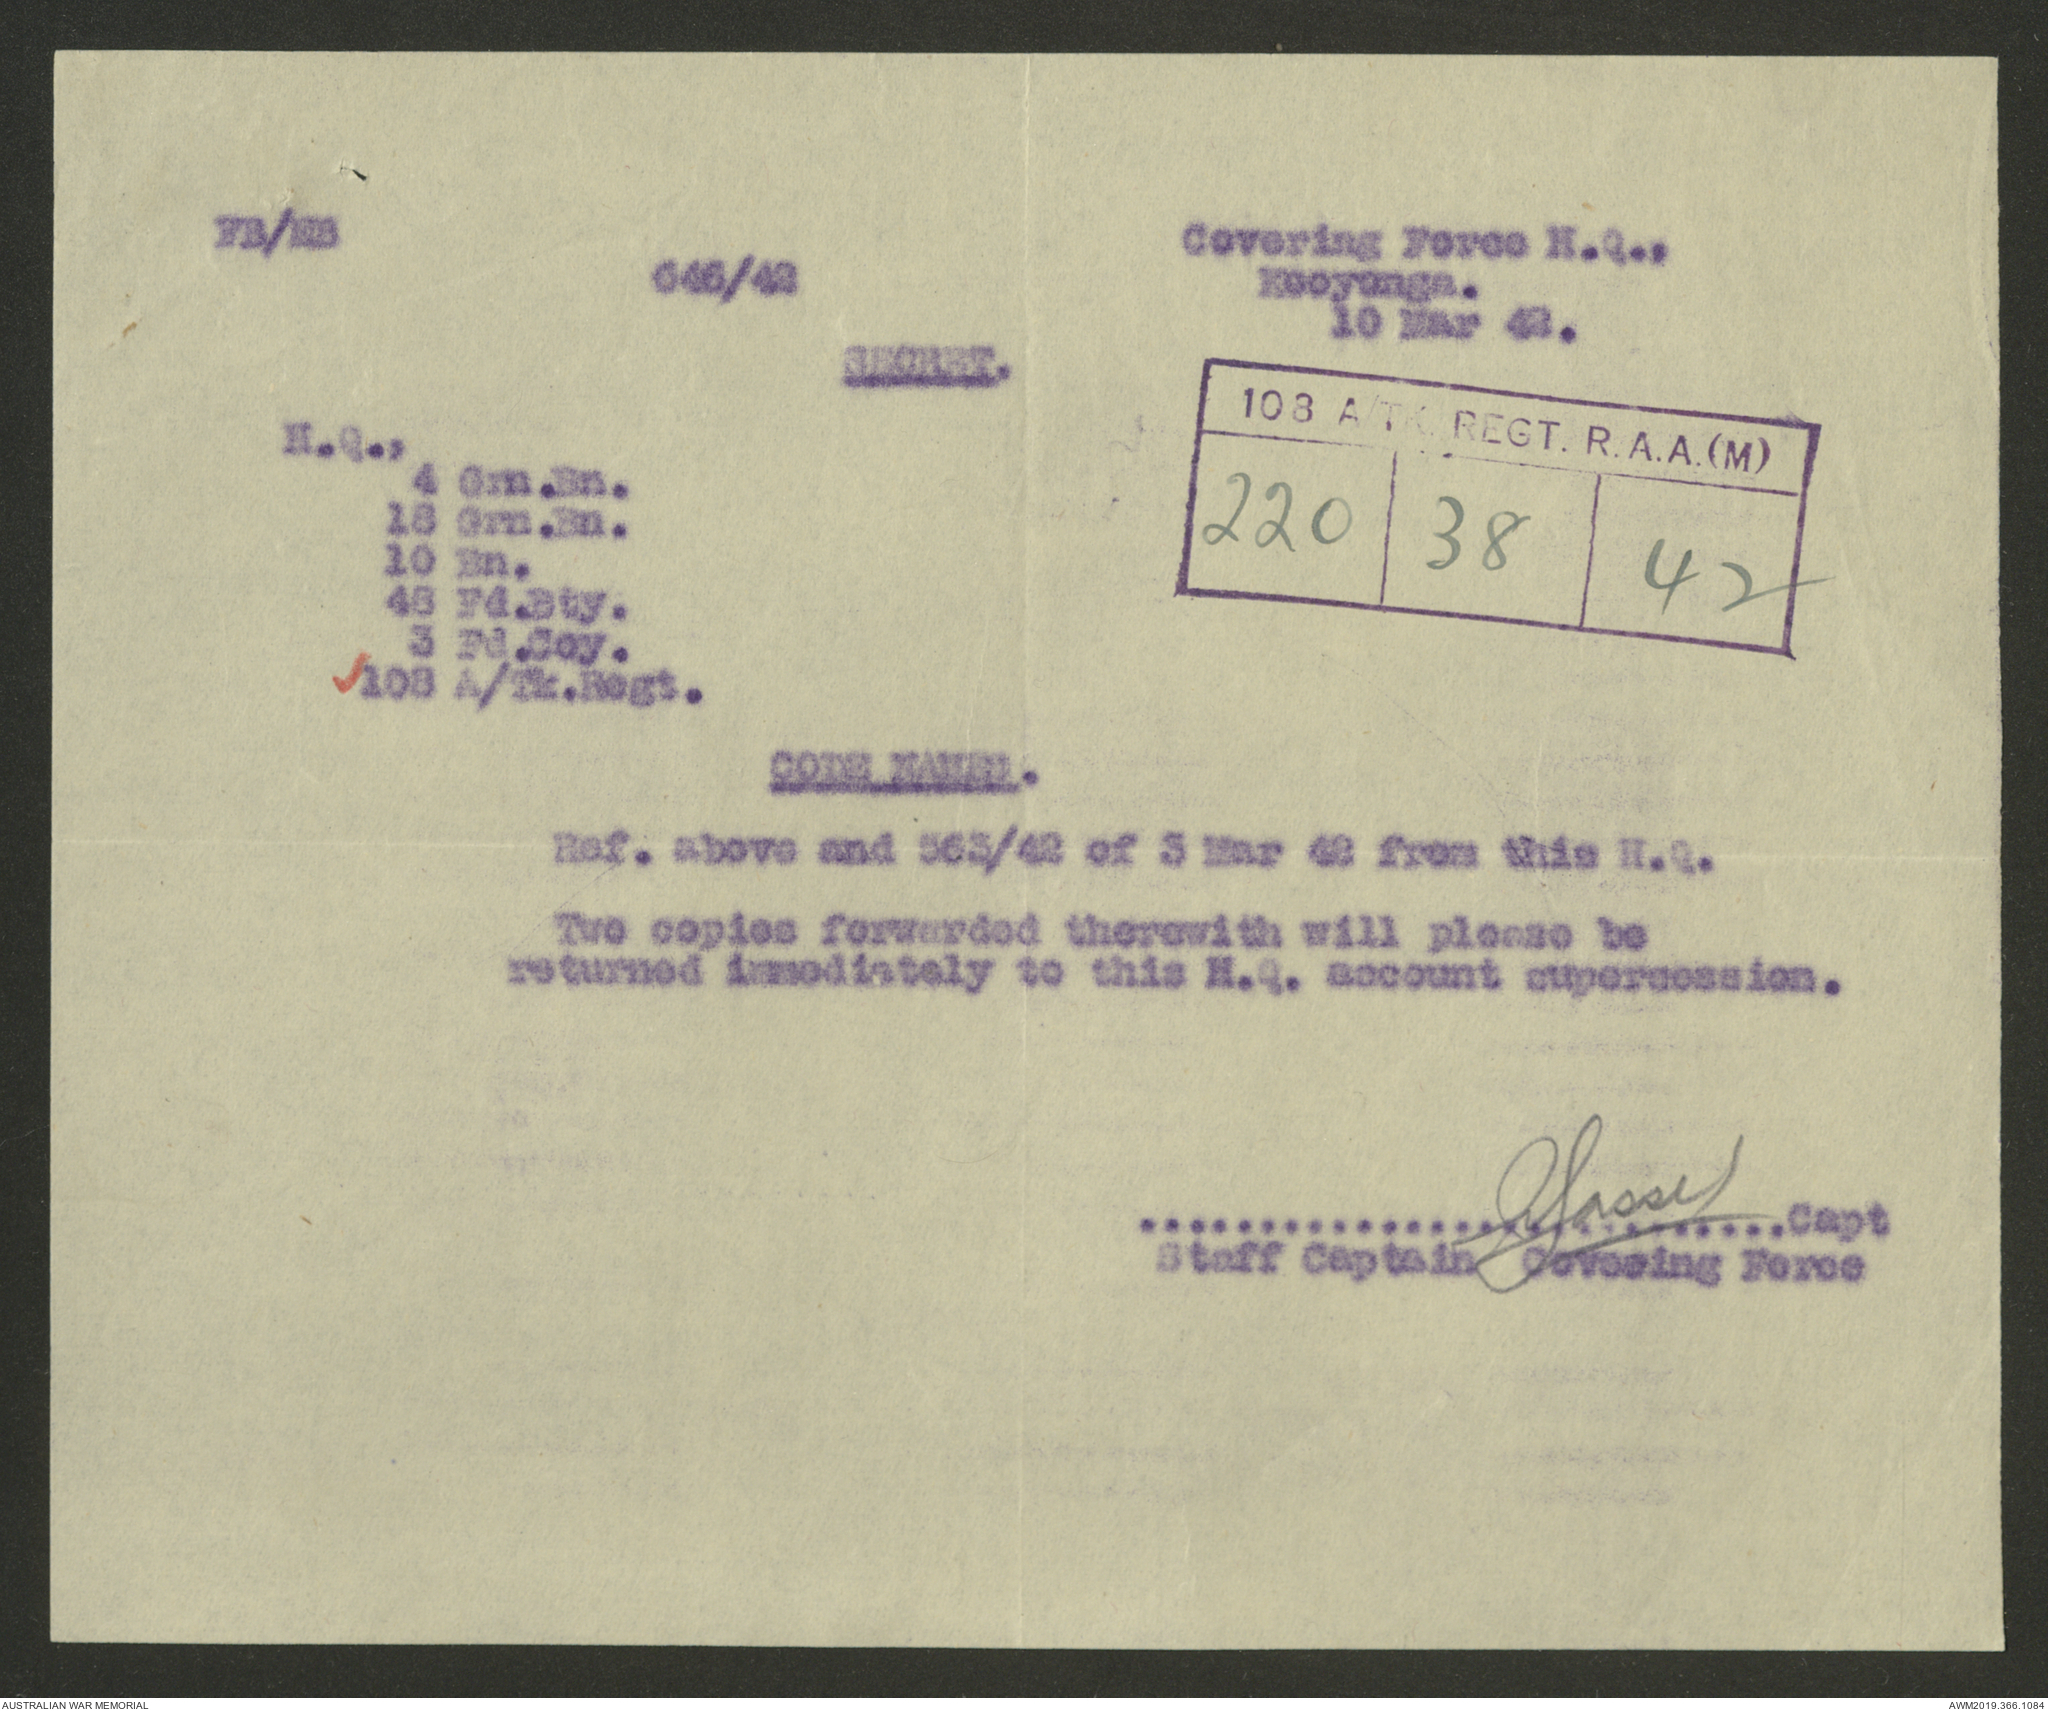 FB/MB
646/42
Covering Force H.Q.,
Kooyonga.
10 Mar 42.
SECRET.
108 A/TK. REGT. R.A.A.(M)
220 38 42
H.Q.,
4 Grn.Bn.
18 Grn.Bn.
10 Bn.
48 Fd.Bty.
3 Fd.Coy.
✓108 A/Tk.Regt.
CODE NAMES.
Ref. above and 563/42 of 3 Mar 42 from this H.Q.
Two copies forwarded therewith will please be
returned immediately to this H.Q. account supersession.
..............................Capt
Staff Captain Covering Force
AUSTRALIAN WAR MEMORIAL
AWM2019.366.1084